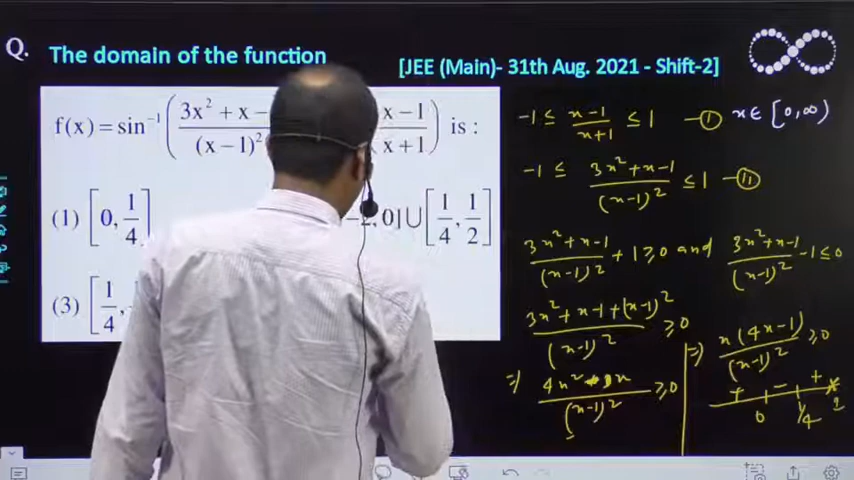 Q. The domain of the function
[JEE (Main)- 31th Aug. 2021 - Shift-2]
f(x) = sin⁻¹( (3x² + x − / (x − 1)² x − 1 / x + 1 ) is :
(1) [0, 1/4] −2, 0] ∪ [1/4, 1/2]
(3) [1/4,
−1 ≤ (x−1)/(x+1) ≤ 1 —(I) x ∈ [0, ∞)
−1 ≤ (3x²+x−1)/(x−1)² ≤ 1 —(II)
(3x²+x−1)/(x−1)² + 1 ≥ 0 and (3x²+x−1)/(x−1)² − 1 ≤ 0
(3x²+x−1+(x−1)²)/(x−1)² ≥ 0
⇒ x(4x−1)/(x−1)² ≥ 0
⇒ 4x² x/(x−1)² ≥ 0
+ − +
0 1/4 1